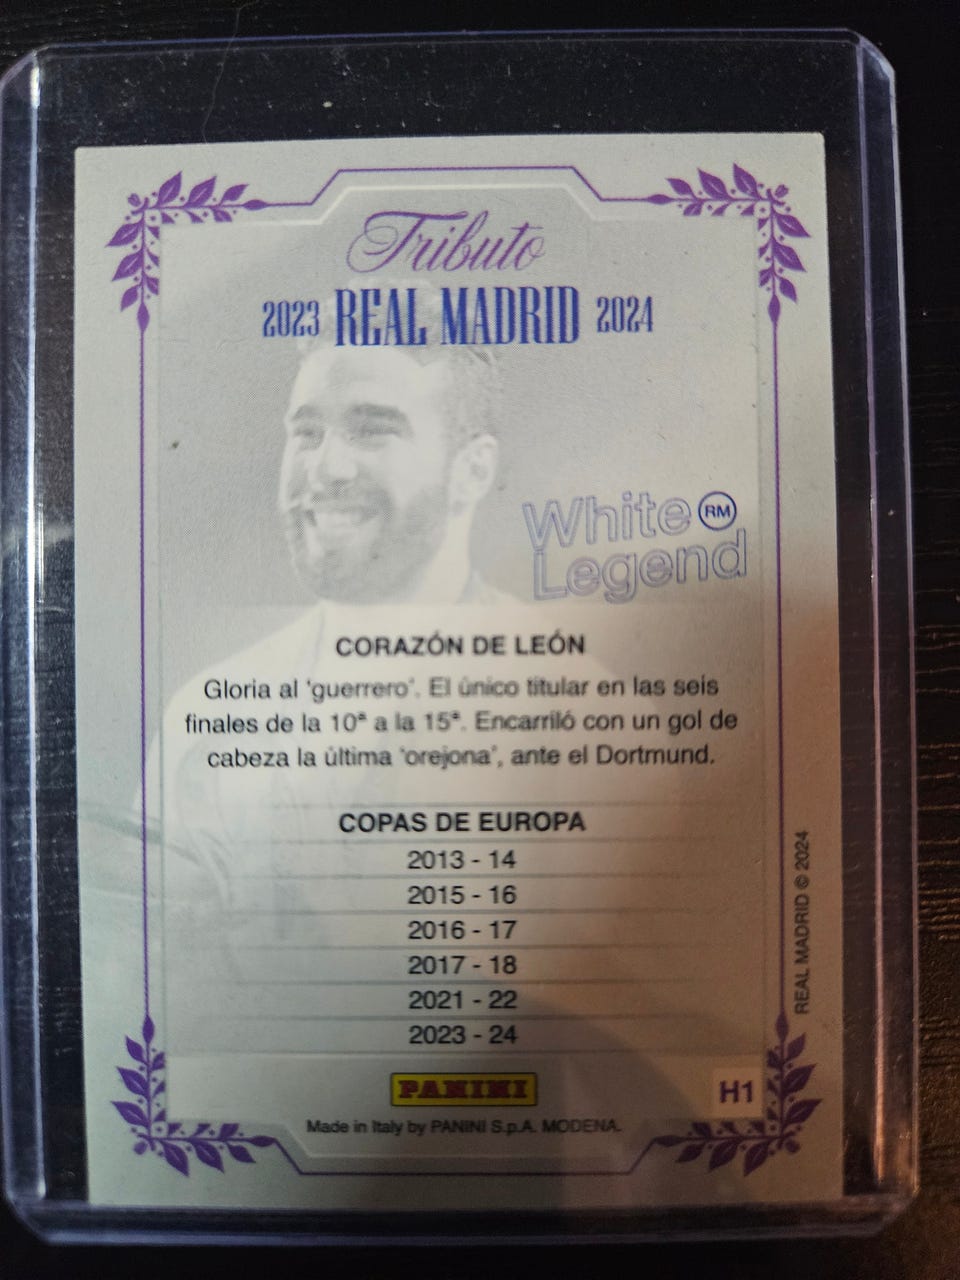 Tributo
2023 REAL MADRID 2024
White RM
Legend
CORAZÓN DE LEÓN
Gloria al 'guerrero'. El único titular en las seis
finales de la 10ª a la 15ª. Encarriló con un gol de
cabeza la última 'orejona', ante el Dortmund.
COPAS DE EUROPA
2013 - 14
2015 - 16
2016 - 17
2017 - 18
2021 - 22
2023 - 24
REAL MADRID © 2024
PANINI
H1
Made in Italy by PANINI S.p.A. MODENA.